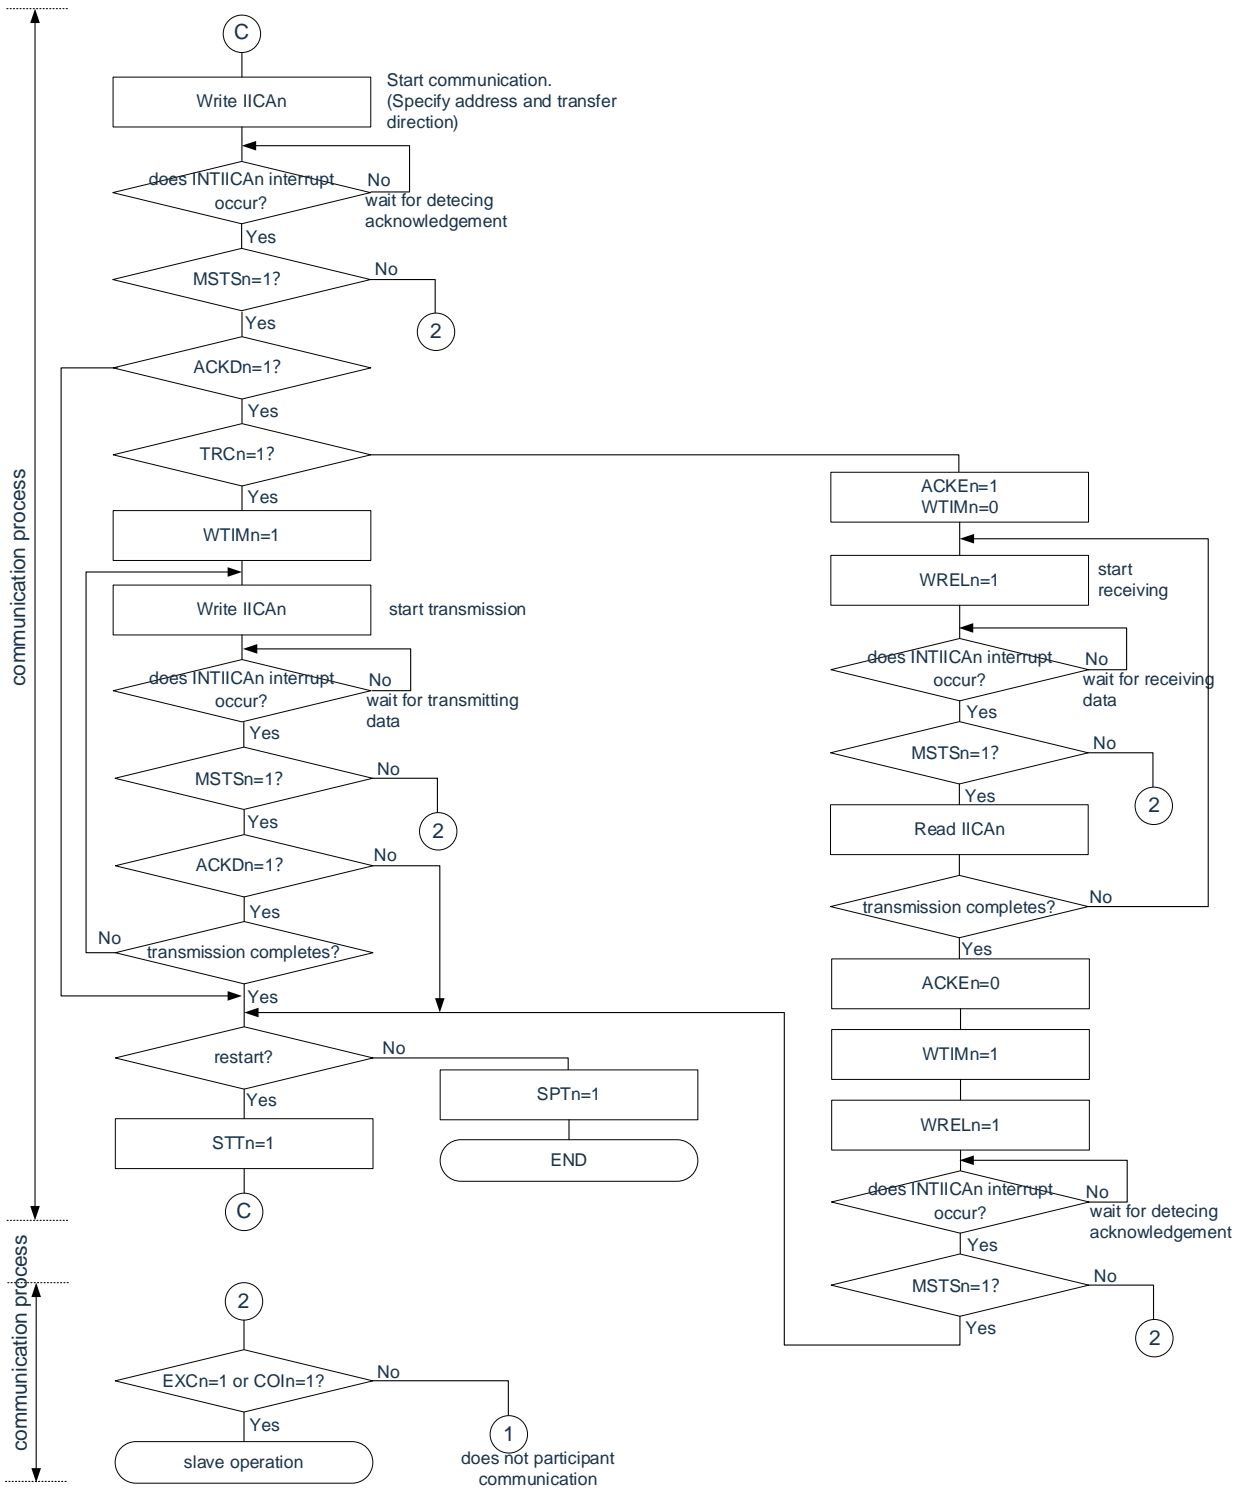 C
Write IICAn
Start communication.
(Specify address and transfer
direction)
does INTIICAn interrupt
occur?
No
wait for detecing
acknowledgement
Yes
MSTSn=1?
No
2
Yes
ACKDn=1?
Yes
TRCn=1?
Yes
WTIMn=1
Write IICAn
start transmission
does INTIICAn interrupt
occur?
No
wait for transmitting
data
Yes
MSTSn=1?
No
2
Yes
ACKDn=1?
No
Yes
transmission completes?
No
Yes
restart?
No
Yes
SPTn=1
END
STTn=1
C
ACKEn=1
WTIMn=0
WRELn=1
start
receiving
does INTIICAn interrupt
occur?
No
wait for receiving
data
Yes
MSTSn=1?
No
2
Yes
Read IICAn
transmission completes?
No
Yes
ACKEn=0
WTIMn=1
WRELn=1
does INTIICAn interrupt
occur?
No
wait for detecing
acknowledgement
Yes
MSTSn=1?
No
2
Yes
communication process
communication process
2
EXCn=1 or COIn=1?
No
1
does not participant
communication
Yes
slave operation